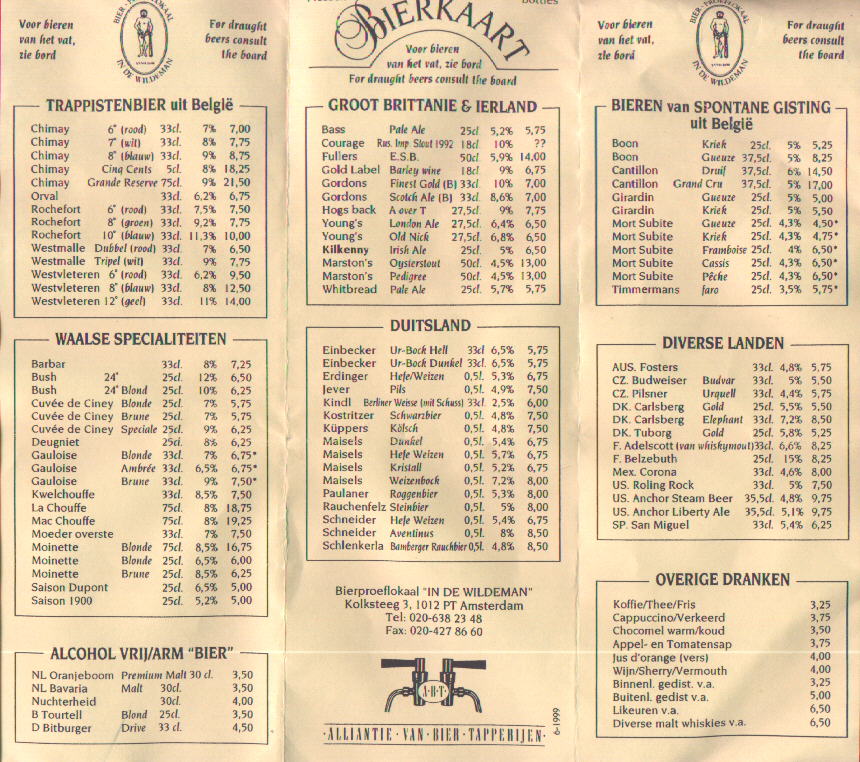 Voor bieren
van het vat,
zie bord
BIER-PROEFLOKAAL
IN DE WILDEMAN
For draught
beers consult
the board
TRAPPISTENBIER uit België
Chimay 6° (rood) 33cl. 7% 7,00
Chimay 7° (wit) 33cl. 8% 7,75
Chimay 8° (blauw) 33cl. 9% 8,75
Chimay Cinq Cents 5cl. 8% 18,25
Chimay Grande Reserve 75cl. 9% 21,50
Orval 33cl. 6,2% 6,75
Rochefort 6° (rood) 33cl. 7,5% 7,50
Rochefort 8° (groen) 33cl. 9,2% 7,75
Rochefort 10° (blauw) 33cl. 11,3% 10,00
Westmalle Dubbel (rood) 33cl. 7% 6,50
Westmalle Tripel (wit) 33cl. 9% 7,75
Westvleteren 6° (rood) 33cl. 6,2% 9,50
Westvleteren 8° (blauw) 33cl. 8% 12,50
Westvleteren 12° (geel) 33cl. 11% 14,00
WAALSE SPECIALITEITEN
Barbar 33cl. 8% 7,25
Bush 24° 25cl. 12% 6,50
Bush 24° Blond 25cl. 10% 6,25
Cuvée de Ciney Blonde 25cl. 7% 5,75
Cuvée de Ciney Brune 25cl. 7% 5,75
Cuvée de Ciney Speciale 25cl. 9% 6,25
Deugniet 25cl. 8% 6,25
Gauloise Blonde 33cl. 7% 6,75*
Gauloise Ambrée 33cl. 6,5% 6,75*
Gauloise Brune 33cl. 9% 7,50*
Kwelchouffe 33cl. 8,5% 7,50
La Chouffe 75cl. 8% 18,75
Mac Chouffe 75cl. 8% 19,25
Moeder overste 33cl. 7% 7,50
Moinette Blonde 75cl. 8,5% 16,75
Moinette Blonde 25cl. 6,5% 6,00
Moinette Brune 25cl. 8,5% 6,25
Saison Dupont 25cl. 6,5% 5,00
Saison 1900 25cl. 5,2% 5,00
ALCOHOL VRIJ/ARM "BIER"
NL Oranjeboom Premium Malt 30 cl. 3,50
NL Bavaria Malt 30cl. 3,50
Nuchterheid 30cl. 4,00
B Tourtell Blond 25cl. 3,50
D Bitburger Drive 33 cl. 4,50
bottles
BIERKAART
Voor bieren
van het vat, zie bord
For draught beers consult the board
GROOT BRITTANIE & IERLAND
Bass Pale Ale 25cl 5,2% 5,75
Courage Rus. Imp. Stout 1992 18cl 10% ??
Fullers E.S.B. 50cl. 5,9% 14,00
Gold Label Barley wine 18cl 9% 6,75
Gordons Finest Gold (B) 33cl 10% 7,00
Gordons Scotch Ale (B) 33cl. 8,6% 7,00
Hogs back A over T 27,5cl. 9% 7,75
Young's London Ale 27,5cl. 6,4% 6,50
Young's Old Nick 27,5cl. 6,8% 6,50
Kilkenny Irish Ale 25cl. 5% 6,50
Marston's Oysterstout 50cl. 4,5% 13,00
Marston's Pedigree 50cl. 4,5% 13,00
Whitbread Pale Ale 25cl. 5,7% 5,75
DUITSLAND
Einbecker Ur-Bock Hell 33cl 6,5% 5,75
Einbecker Ur-Bock Dunkel 33cl. 6,5% 5,75
Erdinger Hefe/Weizen 0,5l. 5,3% 6,75
Jever Pils 0,5l. 4,9% 7,50
Kindl Berliner Weisse (mit Schuss) 33cl. 2,5% 6,00
Kostritzer Schwarzbier 0,5l. 4,8% 7,50
Küppers Kölsch 0,5l. 4,8% 7,50
Maisels Dunkel 0,5l. 5,4% 6,75
Maisels Hefe Weizen 0,5l. 5,7% 6,75
Maisels Kristall 0,5l. 5,2% 6,75
Maisels Weizenbock 0,5l. 7,2% 8,00
Paulaner Roggenbier 0,5l. 5,3% 8,00
Rauchenfelz Steinbier 0,5l. 5% 8,00
Schneider Hefe Weizen 0,5l. 5,4% 6,75
Schneider Aventinus 0,5l. 8% 8,50
Schlenkerla Bamberger Rauchbier 0,5l. 4,8% 8,50
Bierproeflokaal "IN DE WILDEMAN"
Kolksteeg 3, 1012 PT Amsterdam
Tel: 020-638 23 48
Fax: 020-427 86 60
A·B·T
·ALLIANTIE·VAN·BIER·TAPPERIJEN·
6-1999
Voor bieren
van het vat,
zie bord
BIER-PROEFLOKAAL
IN DE WILDEMAN
For draught
beers consult
the board
BIEREN van SPONTANE GISTING
uit België
Boon Kriek 25cl. 5% 5,25
Boon Gueuze 37,5cl. 5% 8,25
Cantillon Druif 37,5cl. 6% 14,50
Cantillon Grand Cru 37,5cl. 5% 17,00
Girardin Gueuze 25cl. 5% 5,00
Girardin Kriek 25cl. 5% 5,50
Mort Subite Gueuze 25cl. 4,3% 4,50*
Mort Subite Kriek 25cl. 4,3% 4,75*
Mort Subite Framboise 25cl. 4% 6,50*
Mort Subite Cassis 25cl. 4,3% 6,50*
Mort Subite Pêche 25cl. 4,3% 6,50*
Timmermans faro 25cl. 3,5% 5,75*
DIVERSE LANDEN
AUS. Fosters 33cl. 4,8% 5,75
CZ. Budweiser Budvar 33cl. 5% 5,50
CZ. Pilsner Urquell 33cl. 4,4% 5,75
DK. Carlsberg Gold 25cl. 5,5% 5,50
DK. Carlsberg Elephant 33cl. 7,2% 8,50
DK. Tuborg Gold 25cl. 5,8% 5,25
F. Adelscott (van whiskymout) 33cl. 6,6% 8,25
F. Belzebuth 25cl. 15% 8,25
Mex. Corona 33cl. 4,6% 8,00
US. Roling Rock 33cl. 5% 7,50
US. Anchor Steam Beer 35,5cl. 4,8% 9,75
US. Anchor Liberty Ale 35,5cl. 5,1% 9,75
SP. San Miguel 33cl. 5,4% 6,25
OVERIGE DRANKEN
Koffie/Thee/Fris 3,25
Cappuccino/Verkeerd 3,75
Chocomel warm/koud 3,50
Appel- en Tomatensap 3,75
Jus d'orange (vers) 4,00
Wijn/Sherry/Vermouth 4,00
Binnenl. gedist. v.a. 3,25
Buitenl. gedist v.a. 5,00
Likeuren v.a. 6,50
Diverse malt whiskies v.a. 6,50